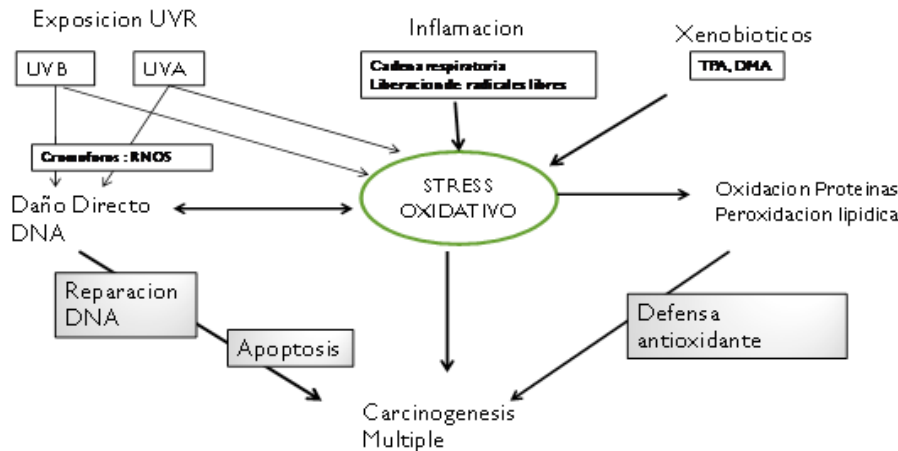 Exposicion UVR
Inflamacion
Xenobioticos
UVB
UVA
Cadena respiratoria
Liberacion de radicales libres
TPA, DMA
Cromoforos : RNOS
STRESS
OXIDATIVO
Daño Directo
DNA
Oxidacion Proteinas
Peroxidacion lipidica
Reparacion
DNA
Apoptosis
Defensa
antioxidante
Carcinogenesis
Multiple